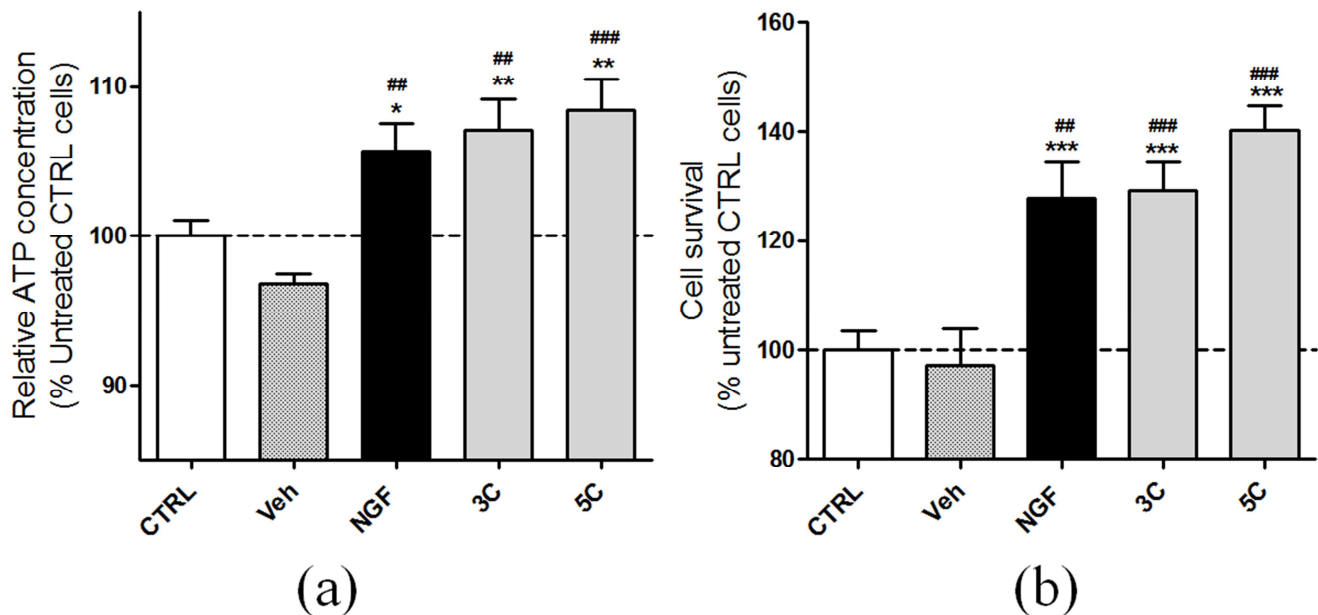 Relative ATP concentration
(% Untreated CTRL cells)
110
100
90
##
*
##
**
###
**
CTRL
Veh
NGF
3C
5C
(a)
Cell survival
(% untreated CTRL cells)
160
140
120
100
80
##
***
###
***
###
***
CTRL
Veh
NGF
3C
5C
(b)